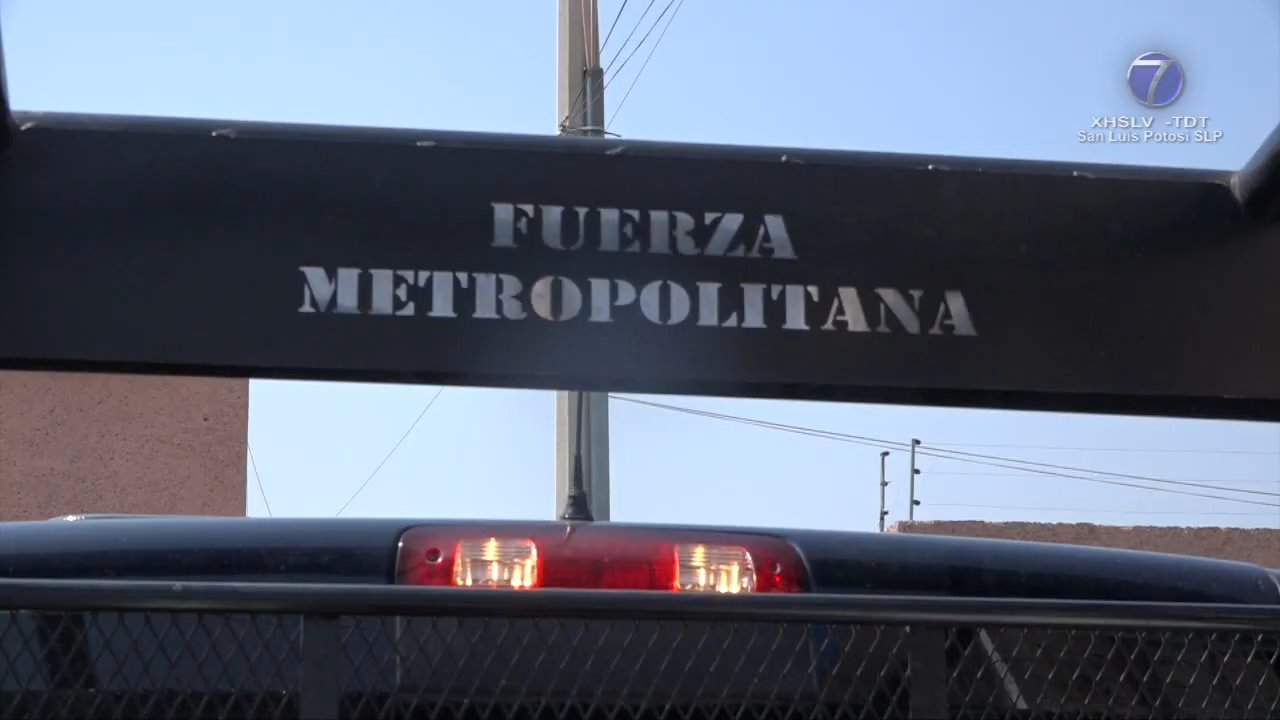 7
XHSLV -TDT
San Luis Potosi SLP
FUERZA
METROPOLITANA